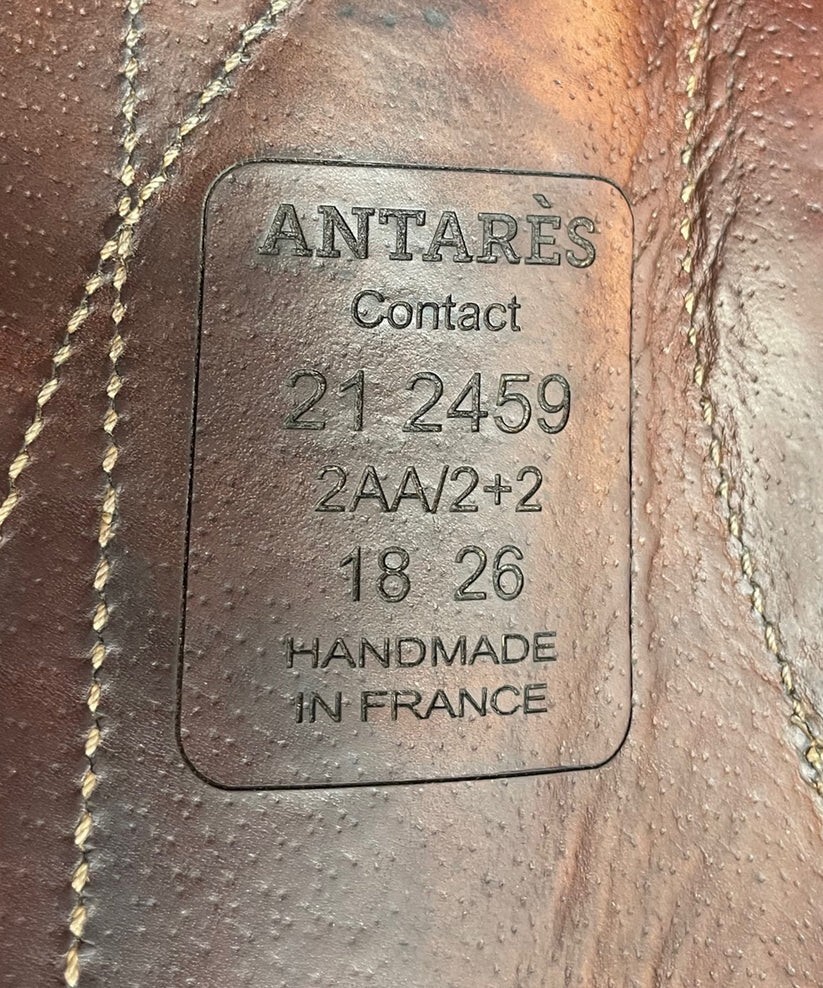 ANTARÈS
Contact
21 2459
2AA/2+2
18 26
HANDMADE
IN FRANCE